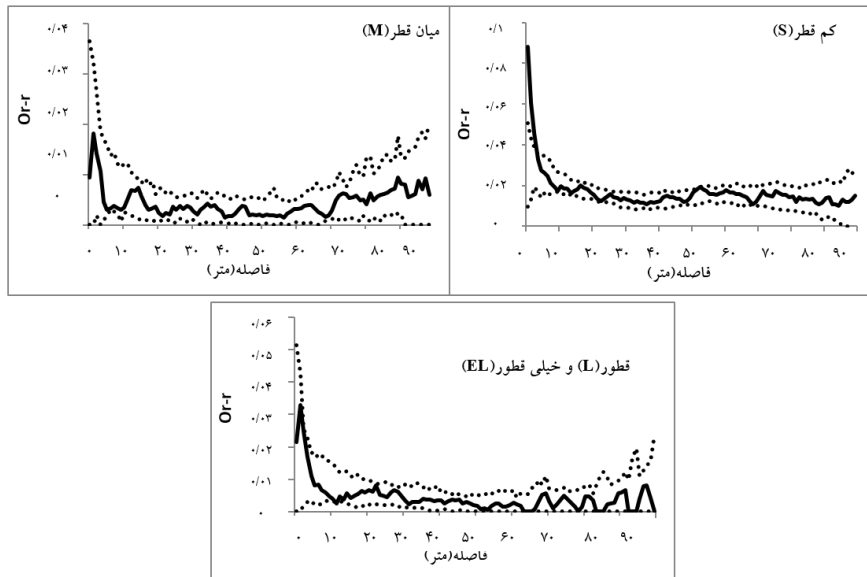 میان قطر(M)
Or-r
۰/۰۴
۰/۰۳
۰/۰۲
۰/۰۱
۰
۰ ۱۰ ۲۰ ۳۰ ۴۰ ۵۰ ۶۰ ۷۰ ۸۰ ۹۰
فاصله(متر)
کم قطر(S)
Or-r
۰/۱
۰/۰۸
۰/۰۶
۰/۰۴
۰/۰۲
۰
۰ ۱۰ ۲۰ ۳۰ ۴۰ ۵۰ ۶۰ ۷۰ ۸۰ ۹۰
فاصله(متر)
قطور(L) و خیلی قطور(EL)
Or-r
۰/۰۶
۰/۰۵
۰/۰۴
۰/۰۳
۰/۰۲
۰/۰۱
۰
۰ ۱۰ ۲۰ ۳۰ ۴۰ ۵۰ ۶۰ ۷۰ ۸۰ ۹۰
فاصله(متر)